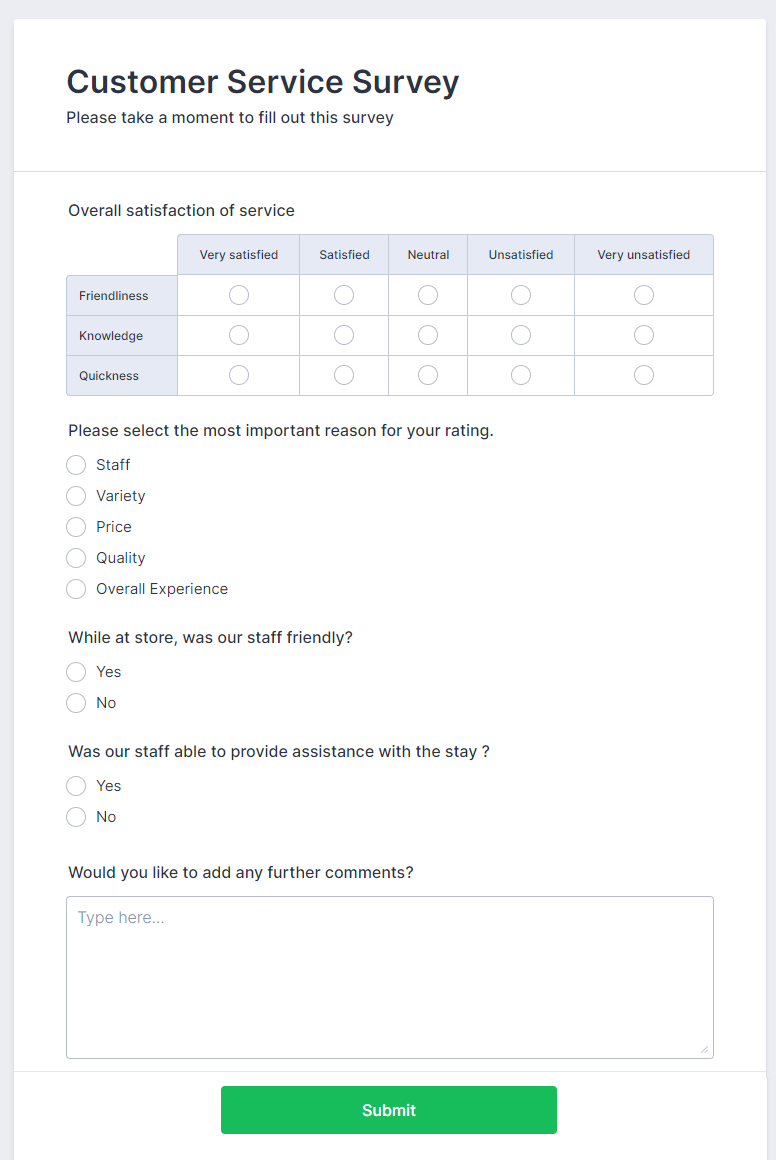 Customer Service Survey
Please take a moment to fill out this survey
Overall satisfaction of service
Very satisfied Satisfied Neutral Unsatisfied Very unsatisfied
Friendliness
Knowledge
Quickness
Please select the most important reason for your rating.
Staff
Variety
Price
Quality
Overall Experience
While at store, was our staff friendly?
Yes
No
Was our staff able to provide assistance with the stay ?
Yes
No
Would you like to add any further comments?
Type here...
Submit